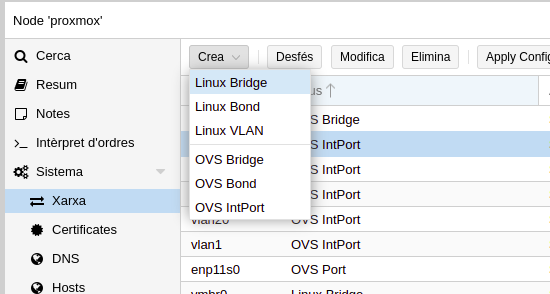 Node 'proxmox'
Cerca
Resum
Notes
Intèrpret d'ordres
Sistema
Xarxa
Certificates
DNS
Hosts
Crea
Desfés
Modifica
Elimina
Apply Config
Linux Bridge
Linux Bond
Linux VLAN
OVS Bridge
OVS Bond
OVS IntPort
OVS Bridge
OVS IntPort
OVS IntPort
OVS IntPort
vlan20 OVS IntPort
vlan1 OVS IntPort
enp11s0 OVS Port
vmbr0 Linux Bridge